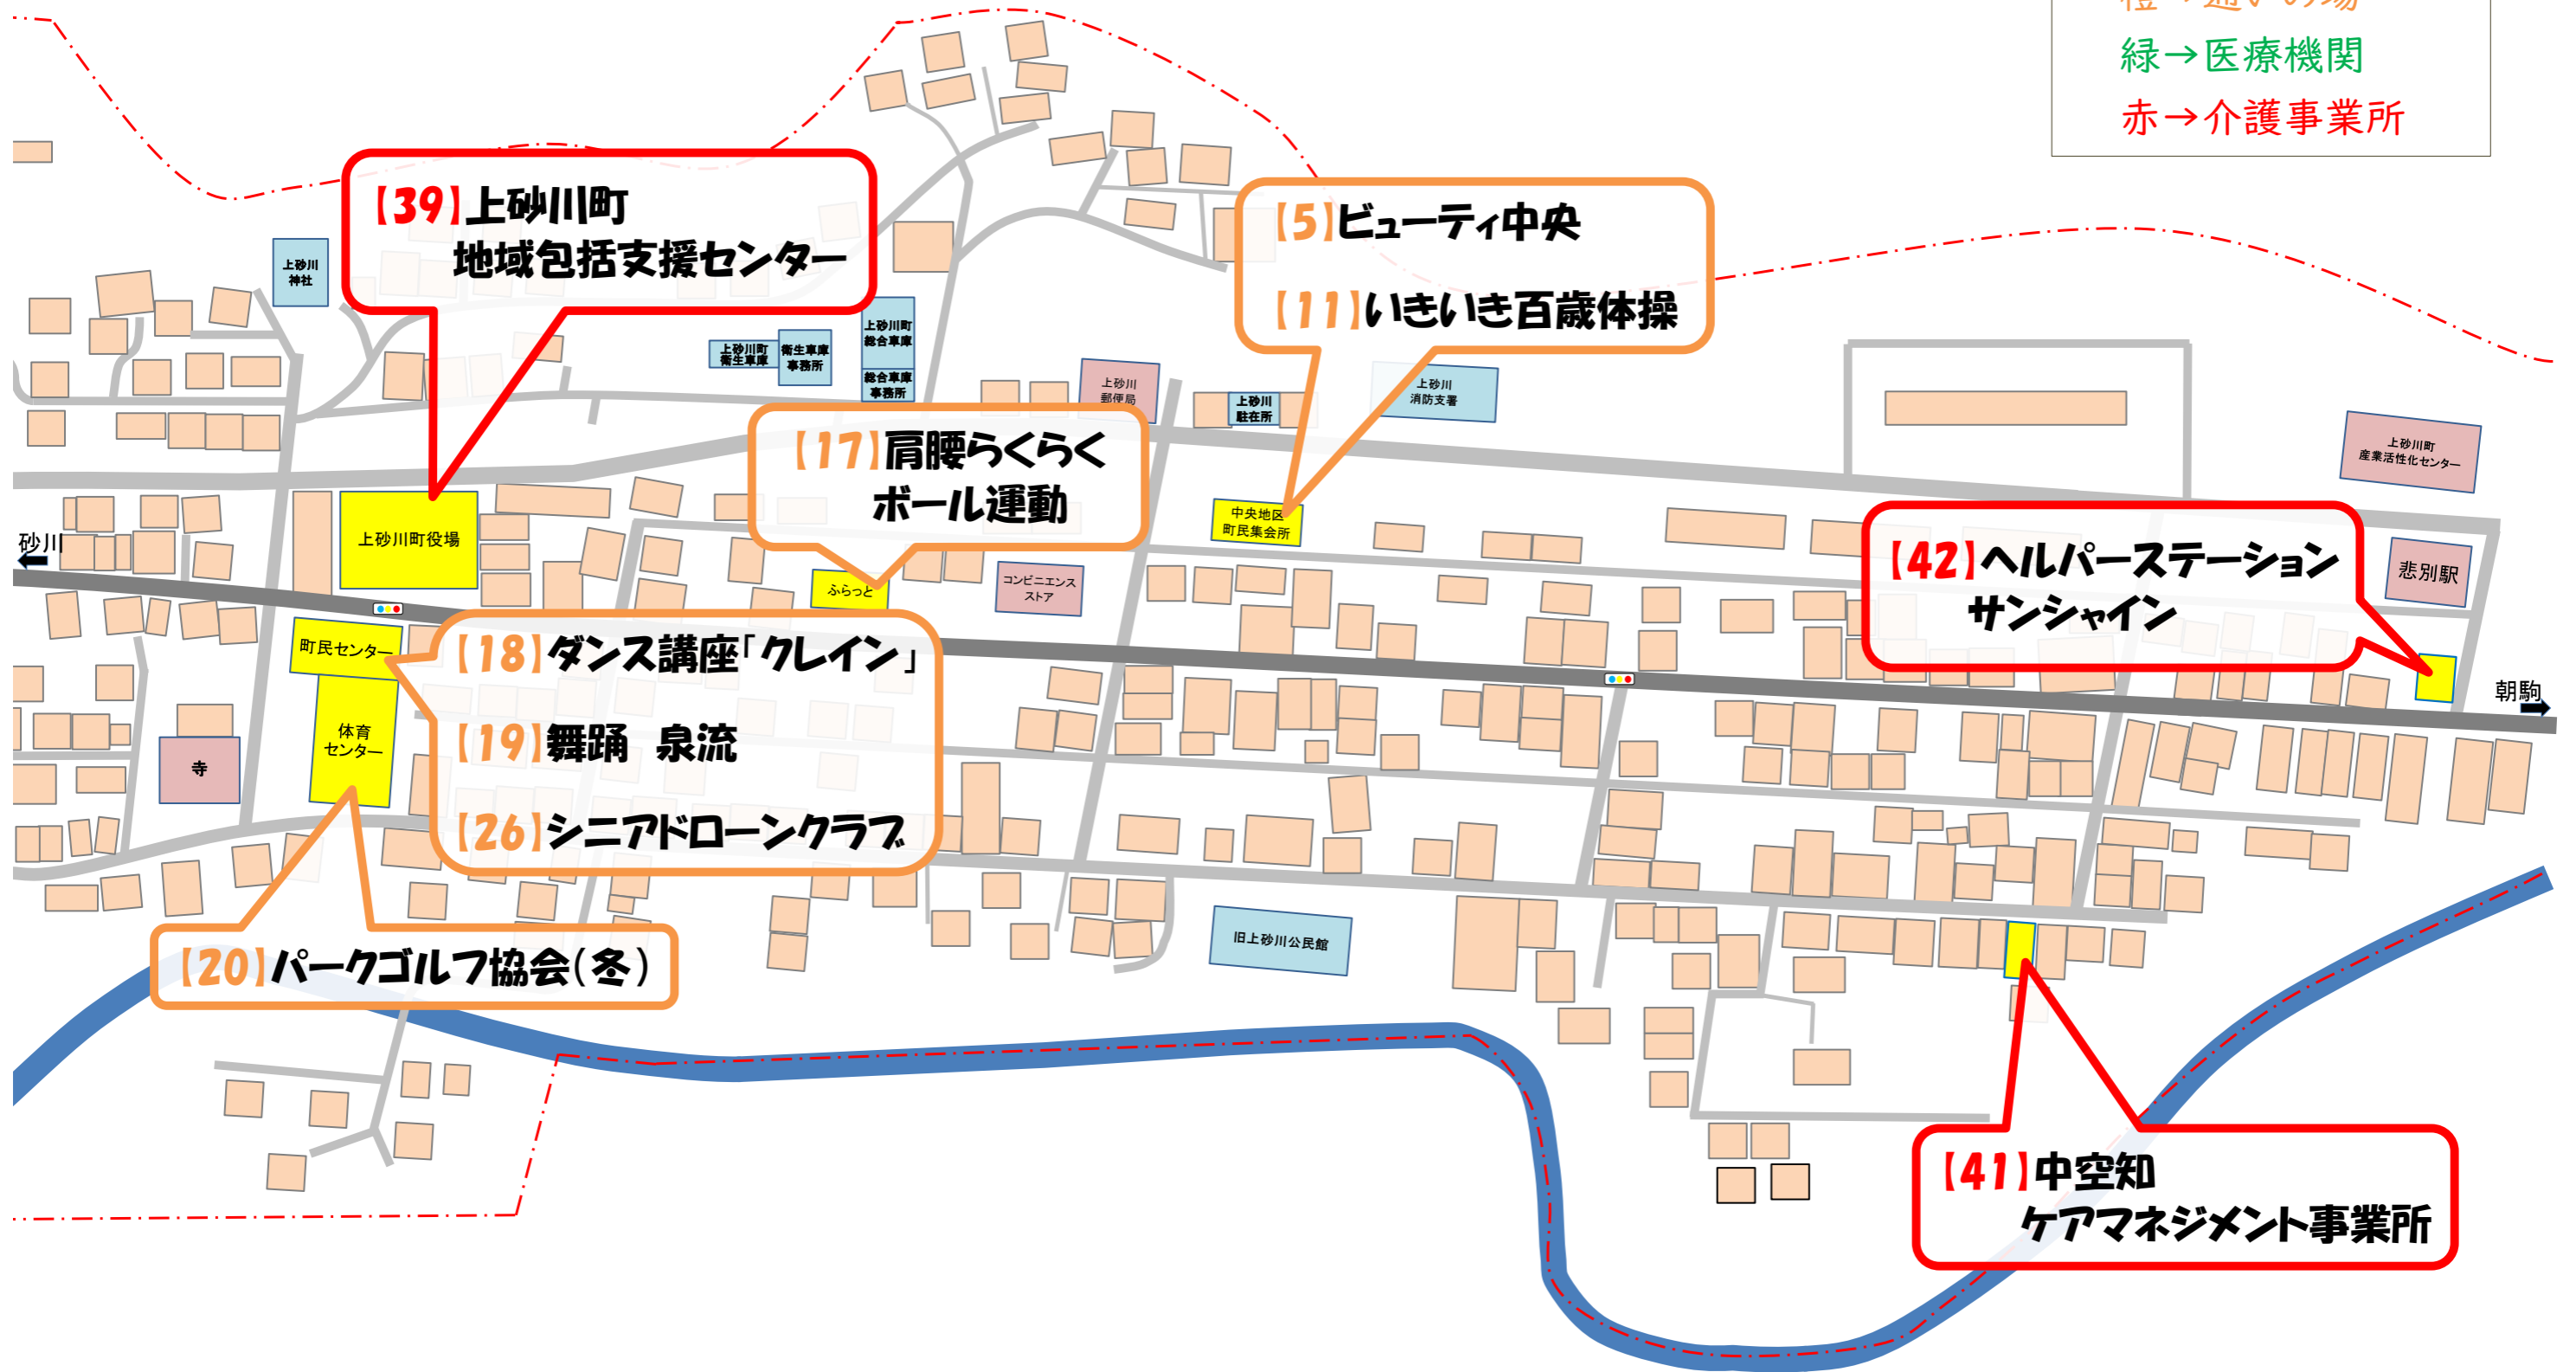 橙→通いの場
緑→医療機関
赤→介護事業所
【39】上砂川町
地域包括支援センター
【5】ビューティ中央
【11】いきいき百歳体操
上砂川
神社
上砂川町
総合車庫
上砂川町
衛生車庫
衛生車庫
事務所
総合車庫
事務所
上砂川
郵便局
上砂川
駐在所
上砂川
消防支署
上砂川町
産業活性化センター
【17】肩腰らくらく
ボール運動
上砂川町役場
中央地区
町民集会所
砂川
【42】ヘルパーステーション
サンシャイン
悲別駅
ふらっと
コンビニエンス
ストア
町民センター
【18】ダンス講座「クレイン」
【19】舞踊 泉流
【26】シニアドローンクラブ
朝駒
体育
センター
寺
旧上砂川公民館
【20】パークゴルフ協会(冬)
【41】中空知
ケアマネジメント事業所